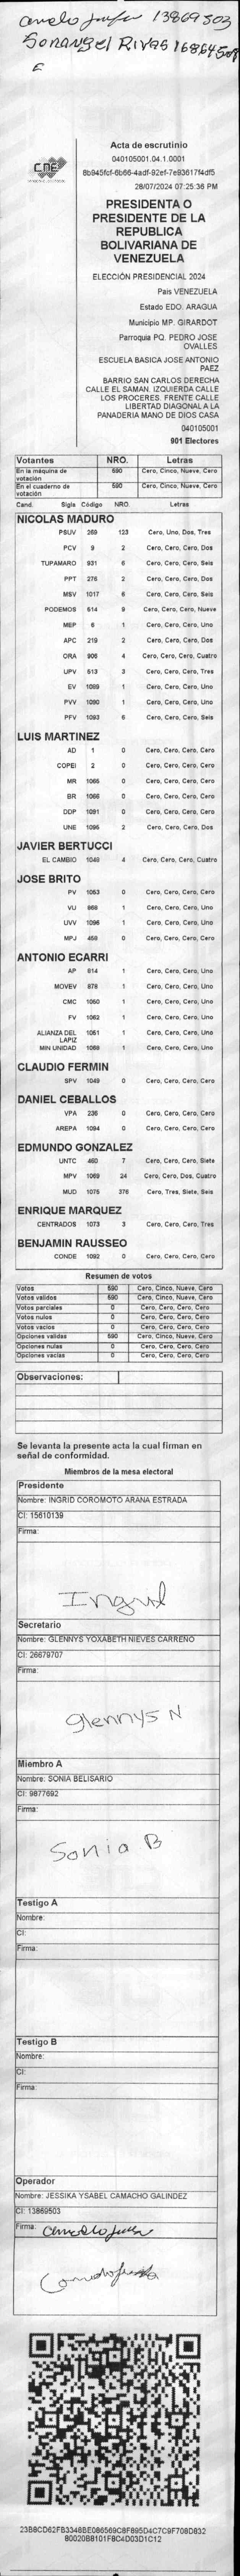 13869503
Sonangel Rivas 16864508
CNE
Acta de escrutinio
040105001.04.1.0001
8b945fcf-6b66-4adf-92ef-7e93617f4df5
28/07/2024 07:25:36 PM
PRESIDENTA O
PRESIDENTE DE LA
REPUBLICA
BOLIVARIANA DE
VENEZUELA
ELECCIÓN PRESIDENCIAL 2024
País VENEZUELA
Estado EDO. ARAGUA
Municipio MP. GIRARDOT
Parroquia PQ. PEDRO JOSE
OVALLES
ESCUELA BASICA JOSE ANTONIO
PAEZ
BARRIO SAN CARLOS DERECHA
CALLE EL SAMAN. IZQUIERDA CALLE
LOS PROCERES. FRENTE CALLE
LIBERTAD DIAGONAL A LA
PANADERIA MANO DE DIOS CASA
040105001
901 Electores
Votantes NRO. Letras
En la máquina de votación 590 Cero, Cinco, Nueve, Cero
En el cuaderno de votación 590 Cero, Cinco, Nueve, Cero
Cand. Sigla Código NRO. Letras
NICOLAS MADURO
PSUV 269 123 Cero, Uno, Dos, Tres
PCV 9 2 Cero, Cero, Cero, Dos
TUPAMARO 931 6 Cero, Cero, Cero, Seis
PPT 276 2 Cero, Cero, Cero, Dos
MSV 1017 6 Cero, Cero, Cero, Seis
PODEMOS 514 9 Cero, Cero, Cero, Nueve
MEP 6 1 Cero, Cero, Cero, Uno
APC 219 2 Cero, Cero, Cero, Dos
ORA 906 4 Cero, Cero, Cero, Cuatro
UPV 513 3 Cero, Cero, Cero, Tres
EV 1089 1 Cero, Cero, Cero, Uno
PVV 1090 1 Cero, Cero, Cero, Uno
PFV 1093 6 Cero, Cero, Cero, Seis
LUIS MARTINEZ
AD 1 0 Cero, Cero, Cero, Cero
COPEI 2 0 Cero, Cero, Cero, Cero
MR 1065 0 Cero, Cero, Cero, Cero
BR 1066 0 Cero, Cero, Cero, Cero
DDP 1091 0 Cero, Cero, Cero, Cero
UNE 1095 2 Cero, Cero, Cero, Dos
JAVIER BERTUCCI
EL CAMBIO 1048 4 Cero, Cero, Cero, Cuatro
JOSE BRITO
PV 1053 0 Cero, Cero, Cero, Cero
VU 868 1 Cero, Cero, Cero, Uno
UVV 1096 1 Cero, Cero, Cero, Uno
MPJ 458 0 Cero, Cero, Cero, Cero
ANTONIO ECARRI
AP 614 1 Cero, Cero, Cero, Uno
MOVEV 878 1 Cero, Cero, Cero, Uno
CMC 1050 1 Cero, Cero, Cero, Uno
FV 1062 1 Cero, Cero, Cero, Uno
ALIANZA DEL LAPIZ 1051 1 Cero, Cero, Cero, Uno
MIN UNIDAD 1068 1 Cero, Cero, Cero, Uno
CLAUDIO FERMIN
SPV 1049 0 Cero, Cero, Cero, Cero
DANIEL CEBALLOS
VPA 236 0 Cero, Cero, Cero, Cero
AREPA 1094 0 Cero, Cero, Cero, Cero
EDMUNDO GONZALEZ
UNTC 460 7 Cero, Cero, Cero, Siete
MPV 1069 24 Cero, Cero, Dos, Cuatro
MUD 1075 376 Cero, Tres, Siete, Seis
ENRIQUE MARQUEZ
CENTRADOS 1073 3 Cero, Cero, Cero, Tres
BENJAMIN RAUSSEO
CONDE 1092 0 Cero, Cero, Cero, Cero
Resumen de votos
Votos 590 Cero, Cinco, Nueve, Cero
Votos validos 590 Cero, Cinco, Nueve, Cero
Votos parciales 0 Cero, Cero, Cero, Cero
Votos nulos 0 Cero, Cero, Cero, Cero
Votos vacios 0 Cero, Cero, Cero, Cero
Opciones validas 590 Cero, Cinco, Nueve, Cero
Opciones nulas 0 Cero, Cero, Cero, Cero
Opciones vacias 0 Cero, Cero, Cero, Cero
Observaciones:
Se levanta la presente acta la cual firman en
señal de conformidad.
Miembros de la mesa electoral
Presidente
Nombre: INGRID COROMOTO ARANA ESTRADA
CI: 15610139
Firma:
Ingrid
Secretario
Nombre: GLENNYS YOXABETH NIEVES CARREÑO
CI: 26679707
Firma:
Glennys N
Miembro A
Nombre: SONIA BELISARIO
CI: 9877692
Firma:
Sonia B
Testigo A
Nombre:
CI:
Firma:
Testigo B
Nombre:
CI:
Firma:
Operador
Nombre: JESSIKA YSABEL CAMACHO GALINDEZ
CI: 13869503
Firma:
23B8CD62FB3348BE086569C8F895D4C7C9F708D832
80020B8101F8C4D03D1C12